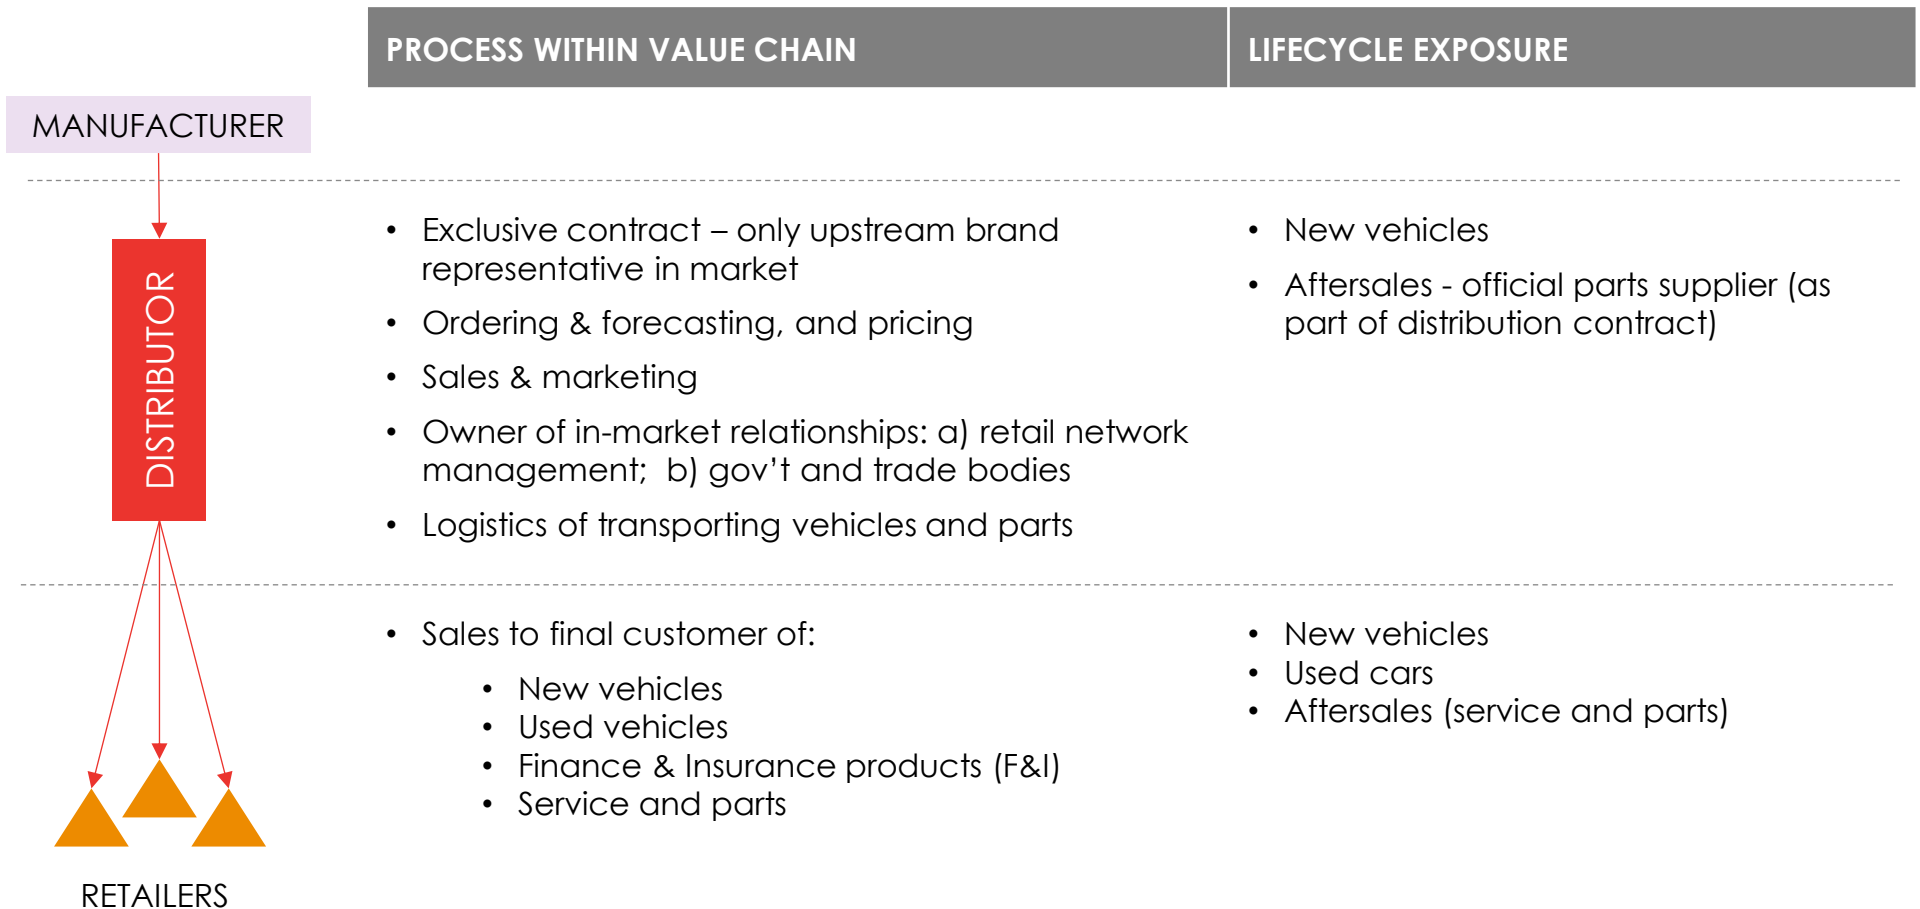 PROCESS WITHIN VALUE CHAIN
LIFECYCLE EXPOSURE
MANUFACTURER
DISTRIBUTOR
• Exclusive contract – only upstream brand
representative in market
• Ordering & forecasting, and pricing
• Sales & marketing
• Owner of in-market relationships: a) retail network
management;  b) gov’t and trade bodies
• Logistics of transporting vehicles and parts
• New vehicles
• Aftersales - official parts supplier (as
part of distribution contract)
• Sales to final customer of:
• New vehicles
• Used vehicles
• Finance & Insurance products (F&I)
• Service and parts
• New vehicles
• Used cars
• Aftersales (service and parts)
RETAILERS